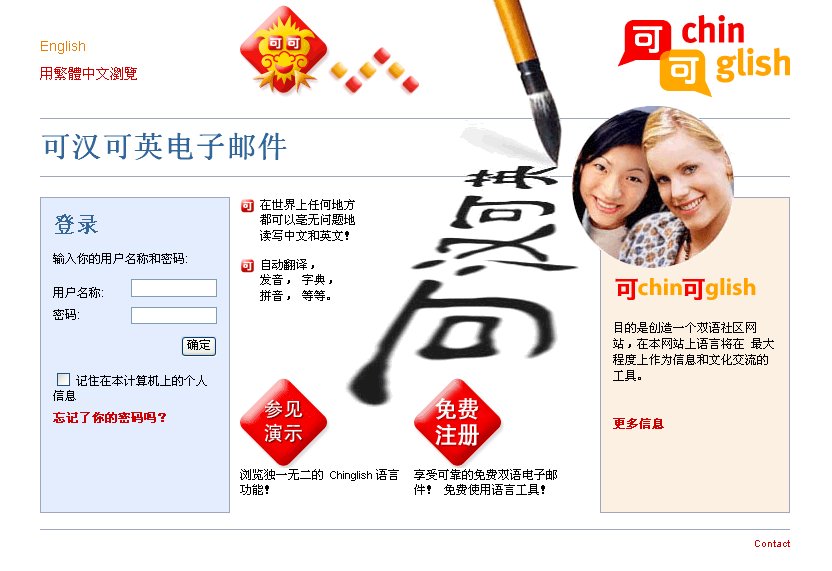 English
用繁體中文瀏覽
可可
可 chin
可 glish
可汉可英电子邮件
可汉可英
登录
输入你的用户名称和密码:
用户名称:
密码:
确定
记住在本计算机上的个人
信息
忘记了你的密码吗？
可 在世界上任何地方
都可以毫无问题地
读写中文和英文！
可 自动翻译，
发音， 字典，
拼音， 等等。
参见
演示
浏览独一无二的 Chinglish 语言
功能！
免费
注册
享受可靠的免费双语电子邮
件！ 免费使用语言工具！
可chin可glish
目的是创造一个双语社区网
站，在本网站上语言将在 最大
程度上作为信息和文化交流的
工具。
更多信息
Contact